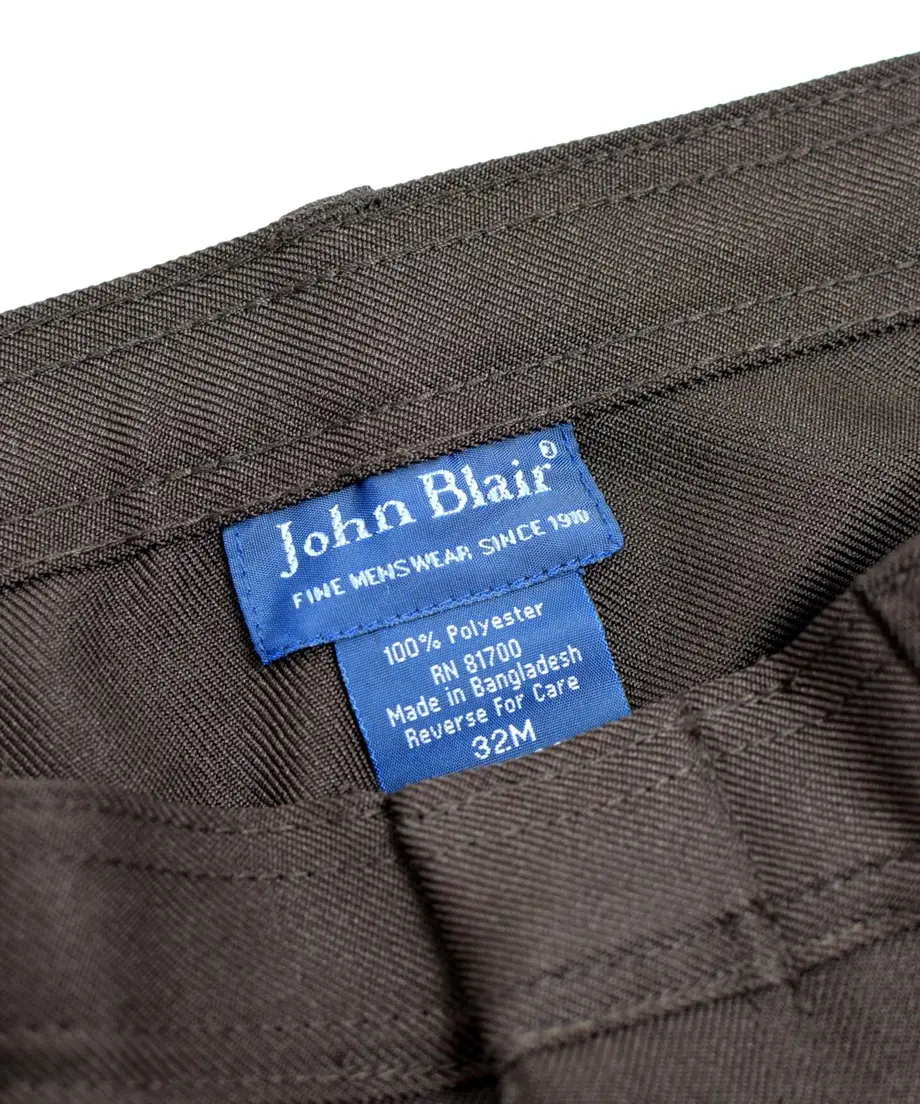 John Blair®
FINE MENSWEAR SINCE 1910
100% Polyester
RN 81700
Made in Bangladesh
Reverse For Care
32M